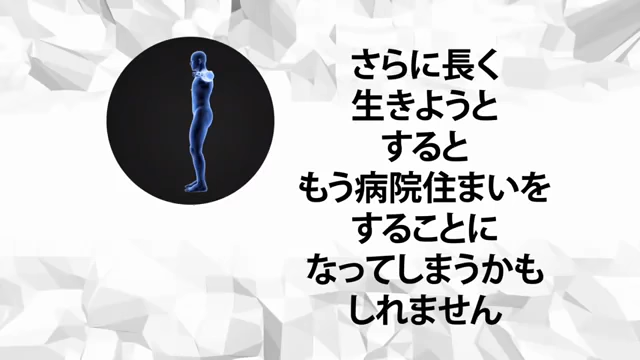 さらに長く
生きようと
すると
もう病院住まいを
することに
なってしまうかも
しれません